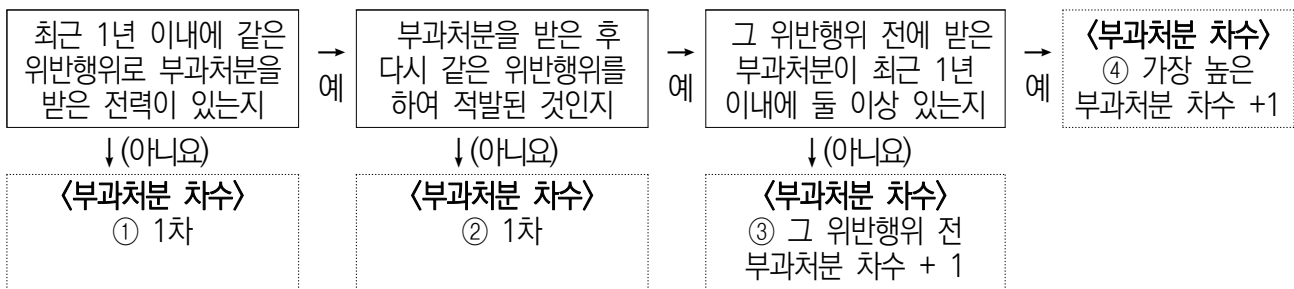 최근 1년 이내에 같은
위반행위로 부과처분을
받은 전력이 있는지
→
예
부과처분을 받은 후
다시 같은 위반행위를
하여 적발된 것인지
→
예
그 위반행위 전에 받은
부과처분이 최근 1년
이내에 둘 이상 있는지
→
예
〈부과처분 차수〉
④ 가장 높은
부과처분 차수 +1
↓(아니요)
〈부과처분 차수〉
① 1차
↓(아니요)
〈부과처분 차수〉
② 1차
↓(아니요)
〈부과처분 차수〉
③ 그 위반행위 전
부과처분 차수 + 1